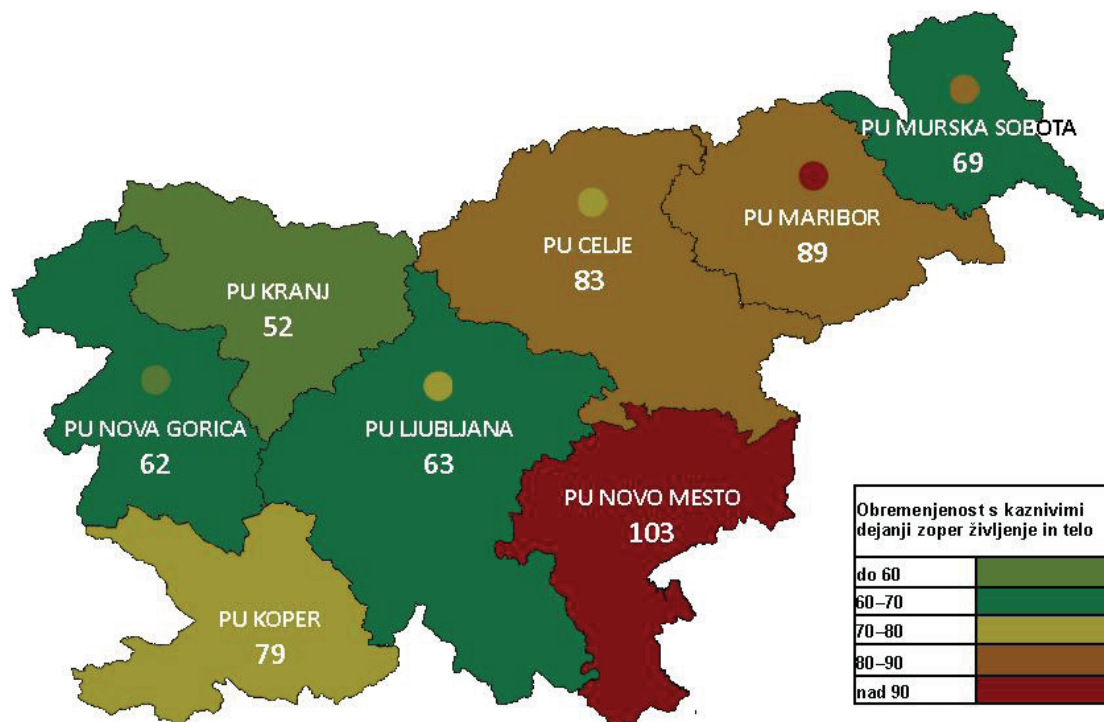 PU MURSKA SOBOTA
69
PU MARIBOR
89
PU CELJE
83
PU KRANJ
52
PU NOVA GORICA
62
PU LJUBLJANA
63
PU NOVO MESTO
103
PU KOPER
79
Obremenjenost s kaznivimi
dejanji zoper življenje in telo
do 60
60–70
70–80
80–90
nad 90